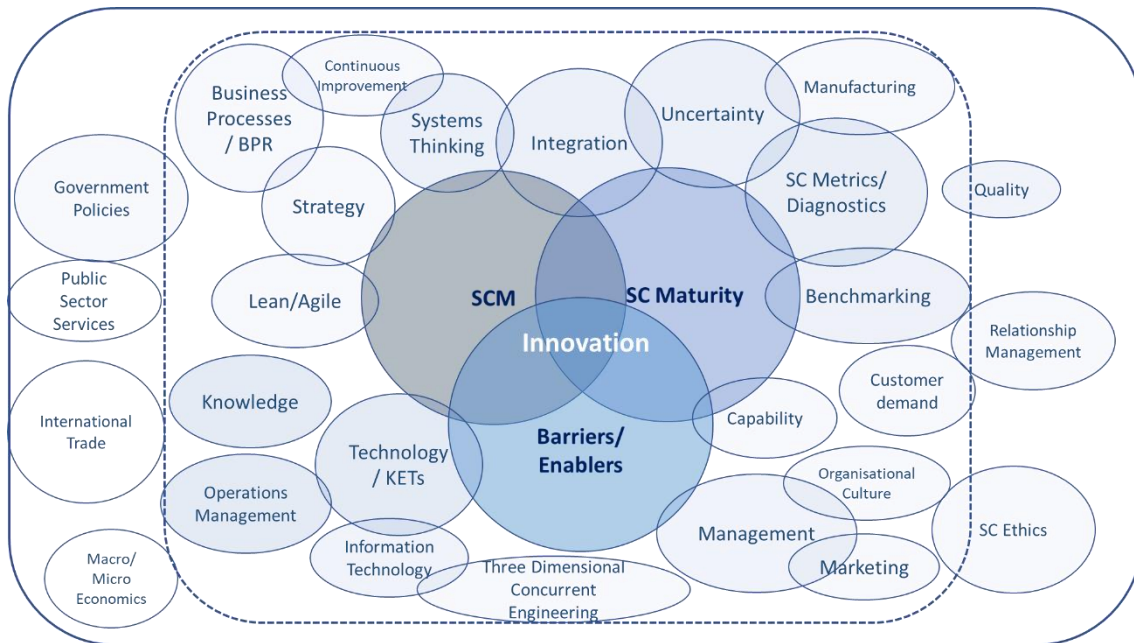 Continuous
Improvement
Business
Processes
/ BPR
Systems
Thinking
Integration
Uncertainty
Manufacturing
Government
Policies
Strategy
SC Metrics/
Diagnostics
Quality
Public
Sector
Services
Lean/Agile
SCM
SC Maturity
Benchmarking
Innovation
Relationship
Management
International
Trade
Knowledge
Customer
demand
Capability
Technology
/ KETs
Barriers/
Enablers
Organisational
Culture
Operations
Management
Management
SC Ethics
Macro/
Micro
Economics
Information
Technology
Three Dimensional
Concurrent
Engineering
Marketing